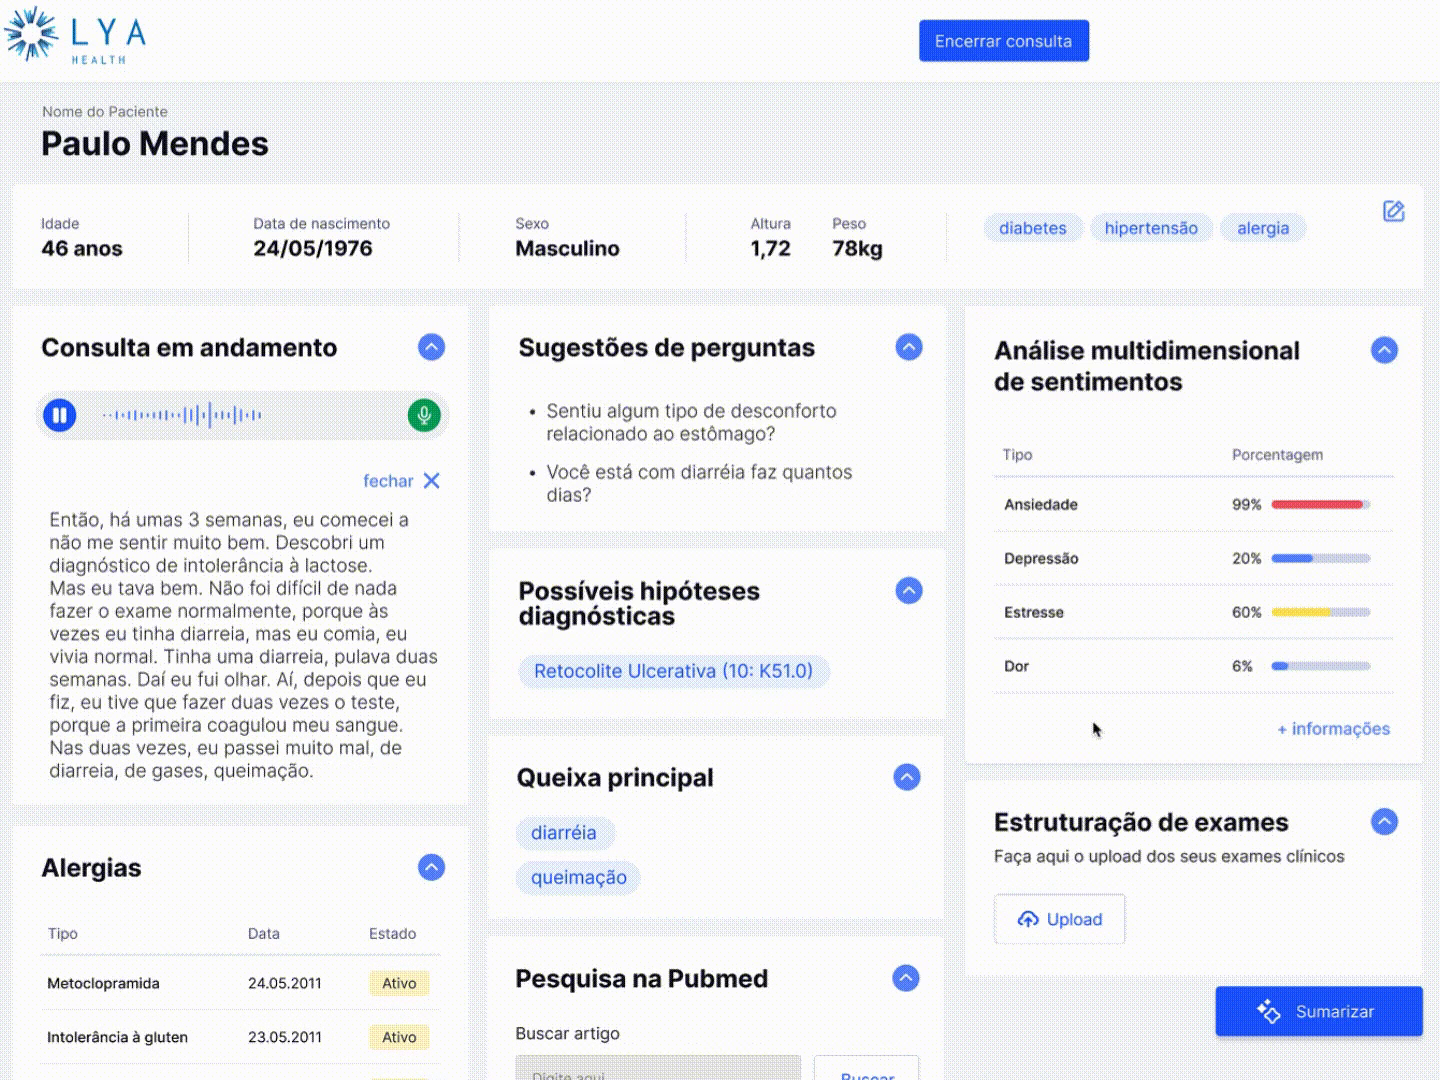 LYA
HEALTH
Encerrar consulta
Nome do Paciente
Paulo Mendes
Idade
46 anos
Data de nascimento
24/05/1976
Sexo
Masculino
Altura
1,72
Peso
78kg
diabetes
hipertensão
alergia
Consulta em andamento
fechar
Então, há umas 3 semanas, eu comecei a
não me sentir muito bem. Descobri um
diagnóstico de intolerância à lactose.
Mas eu tava bem. Não foi difícil de nada
fazer o exame normalmente, porque às
vezes eu tinha diarreia, mas eu comia, eu
vivia normal. Tinha uma diarreia, pulava duas
semanas. Daí eu fui olhar. Aí, depois que eu
fiz, eu tive que fazer duas vezes o teste,
porque a primeira coagulou meu sangue.
Nas duas vezes, eu passei muito mal, de
diarreia, de gases, queimação.
Alergias
Tipo Data Estado
Metoclopramida 24.05.2011 Ativo
Intolerância à gluten 23.05.2011 Ativo
Sugestões de perguntas
• Sentiu algum tipo de desconforto
relacionado ao estômago?
• Você está com diarréia faz quantos
dias?
Possíveis hipóteses
diagnósticas
Retocolite Ulcerativa (10: K51.0)
Queixa principal
diarréia
queimação
Pesquisa na Pubmed
Buscar artigo
Digite aqui
Buscar
Análise multidimensional
de sentimentos
Tipo Porcentagem
Ansiedade 99%
Depressão 20%
Estresse 60%
Dor 6%
+ informações
Estruturação de exames
Faça aqui o upload dos seus exames clínicos
Upload
Sumarizar